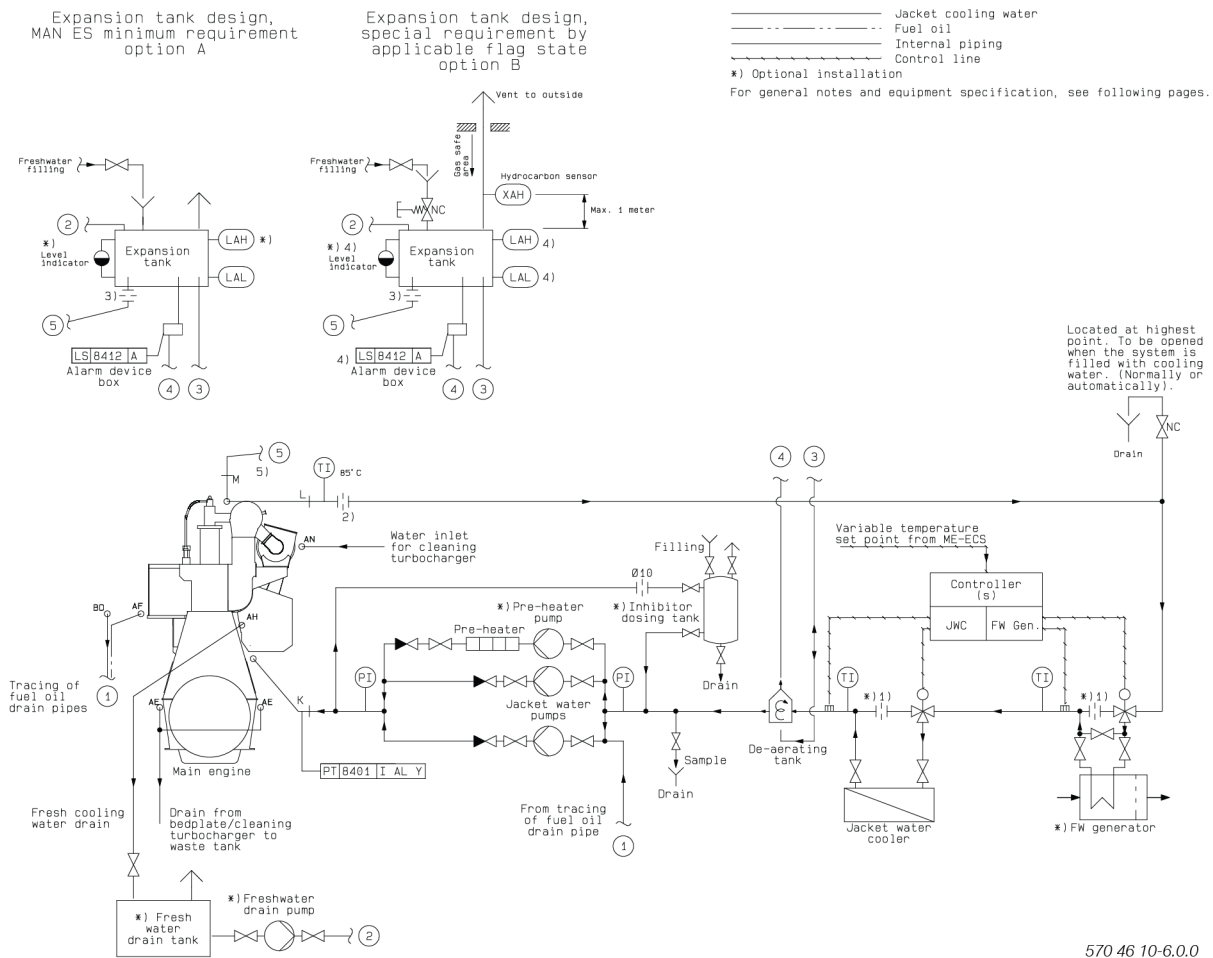 Expansion tank design,
MAN ES minimum requirement
option A
Expansion tank design,
special requirement by
applicable flag state
option B
Jacket cooling water
Fuel oil
Internal piping
Control line
*) Optional installation
For general notes and equipment specification, see following pages.
Freshwater
filling
2
*)
Level
indicator
Expansion
tank
LAH
*)
LAL
3)
5
LS 8412 A
Alarm device
box
4
3
Vent to outside
Gas safe
area
Freshwater
filling
Hydrocarbon sensor
XAH
Max. 1 meter
NC
2
*) 4)
Level
indicator
Expansion
tank
LAH
4)
LAL
4)
3)
5
4)
LS 8412 A
Alarm device
box
4
3
Located at highest
point. To be opened
when the system is
filled with cooling
water. (Normally or
automatically).
NC
Drain
5
5)
M
TI
85°C
L
2)
4
3
AN
Water inlet
for cleaning
turbocharger
Variable temperature
set point from ME-ECS
Filling
Ø10
Controller
(s)
JWC
FW Gen.
BD
AF
AH
*) Pre-heater
pump
Pre-heater
*) Inhibitor
dosing tank
Drain
Tracing of
fuel oil
drain pipes
1
AE
AE
K
PI
PI
Jacket water
pumps
TI
*)1)
TI
*)1)
De-aerating
tank
Main engine
PT 8401 I AL Y
Sample
Drain
Fresh cooling
water drain
Drain from
bedplate/cleaning
turbocharger to
waste tank
From tracing
of fuel oil
drain pipe
1
Jacket water
cooler
*) FW generator
*) Fresh
water
drain tank
*) Freshwater
drain pump
2
570 46 10-6.0.0